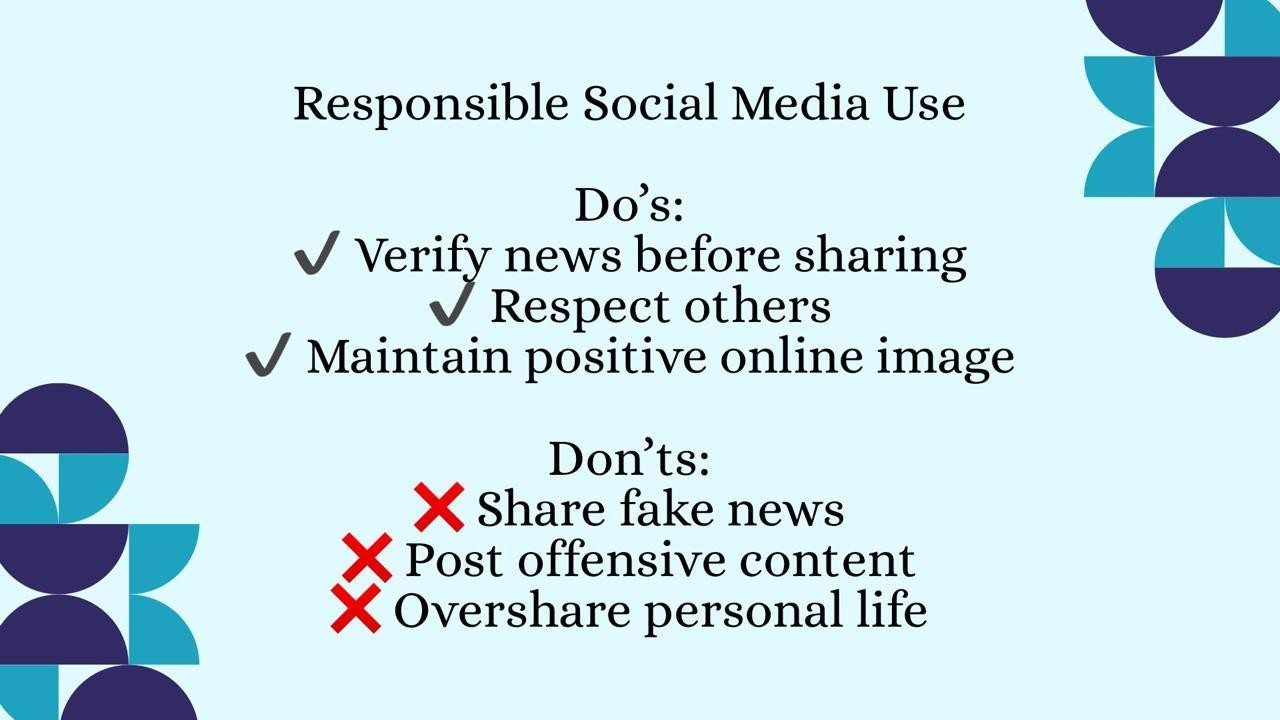 Responsible Social Media Use
Do’s:
✔ Verify news before sharing
✔ Respect others
✔ Maintain positive online image
Don’ts:
❌ Share fake news
❌ Post offensive content
❌ Overshare personal life